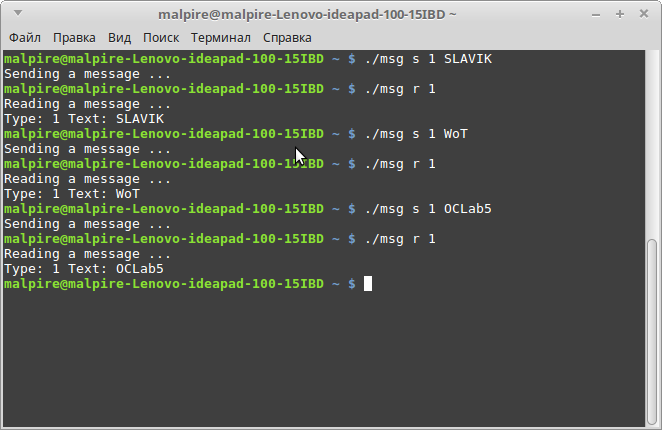 malpire@malpire-Lenovo-ideapad-100-15IBD ~
Файл Правка Вид Поиск Терминал Справка
malpire@malpire-Lenovo-ideapad-100-15IBD ~ $ ./msg s 1 SLAVIK
Sending a message ...
malpire@malpire-Lenovo-ideapad-100-15IBD ~ $ ./msg r 1
Reading a message ...
Type: 1 Text: SLAVIK
malpire@malpire-Lenovo-ideapad-100-15IBD ~ $ ./msg s 1 WoT
Sending a message ...
malpire@malpire-Lenovo-ideapad-100-15IBD ~ $ ./msg r 1
Reading a message ...
Type: 1 Text: WoT
malpire@malpire-Lenovo-ideapad-100-15IBD ~ $ ./msg s 1 OCLab5
Sending a message ...
malpire@malpire-Lenovo-ideapad-100-15IBD ~ $ ./msg r 1
Reading a message ...
Type: 1 Text: OCLab5
malpire@malpire-Lenovo-ideapad-100-15IBD ~ $